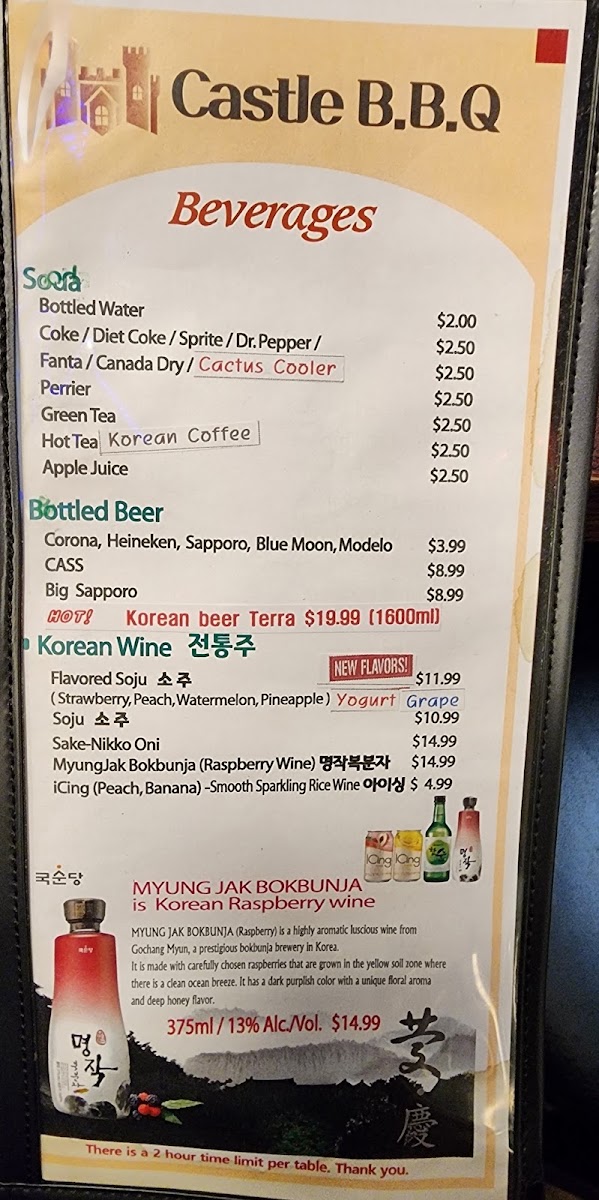 Castle B.B.Q
Beverages
Soda
Bottled Water $2.00
Coke / Diet Coke / Sprite / Dr. Pepper / $2.50
Fanta / Canada Dry / Cactus Cooler $2.50
Perrier $2.50
Green Tea $2.50
Hot Tea Korean Coffee $2.50
Apple Juice $2.50
Bottled Beer
Corona, Heineken, Sapporo, Blue Moon, Modelo $3.99
CASS $8.99
Big Sapporo $8.99
HOT! Korean beer Terra $19.99 (1600ml)
Korean Wine 전통주
NEW FLAVORS!
Flavored Soju 소주 $11.99
( Strawberry, Peach, Watermelon, Pineapple ) Yogurt Grape
Soju 소주 $10.99
Sake-Nikko Oni $14.99
MyungJak Bokbunja (Raspberry Wine) 명작복분자 $14.99
iCing (Peach, Banana) -Smooth Sparkling Rice Wine 아이싱 $ 4.99
iCing iCing 명작
국순당
MYUNG JAK BOKBUNJA
is Korean Raspberry wine
MYUNG JAK BOKBUNJA (Raspberry) is a highly aromatic luscious wine from
Gochang Myun, a prestigious bokbunja brewery in Korea.
It is made with carefully chosen raspberries that are grown in the yellow soil zone where
there is a clean ocean breeze. It has a dark purplish color with a unique floral aroma
and deep honey flavor.
375ml / 13% Alc./Vol. $14.99
명작
慶
There is a 2 hour time limit per table. Thank you.